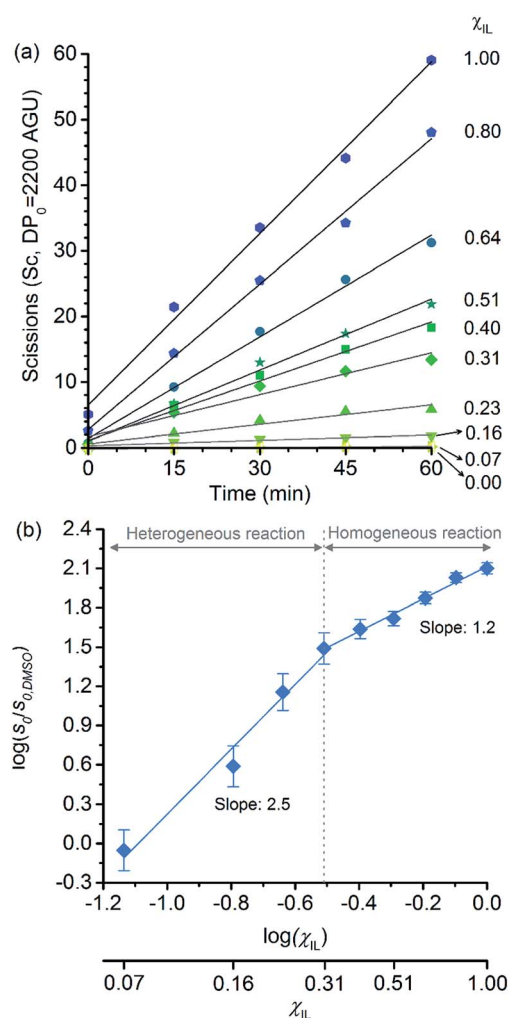 (a)
χIL
60
50
40
30
20
10
0
Scissions (Sc, DP0=2200 AGU)
1.00
0.80
0.64
0.51
0.40
0.31
0.23
0.16
0.07
0.00
0 15 30 45 60
Time (min)
(b)
2.4
2.1
1.8
1.5
1.2
0.9
0.6
0.3
0.0
-0.3
log(s0/s0,DMSO)
Heterogeneous reaction Homogeneous reaction
Slope: 1.2
Slope: 2.5
-1.2 -1.0 -0.8 -0.6 -0.4 -0.2 0.0
log(χIL)
0.07 0.16 0.31 0.51 1.00
χIL